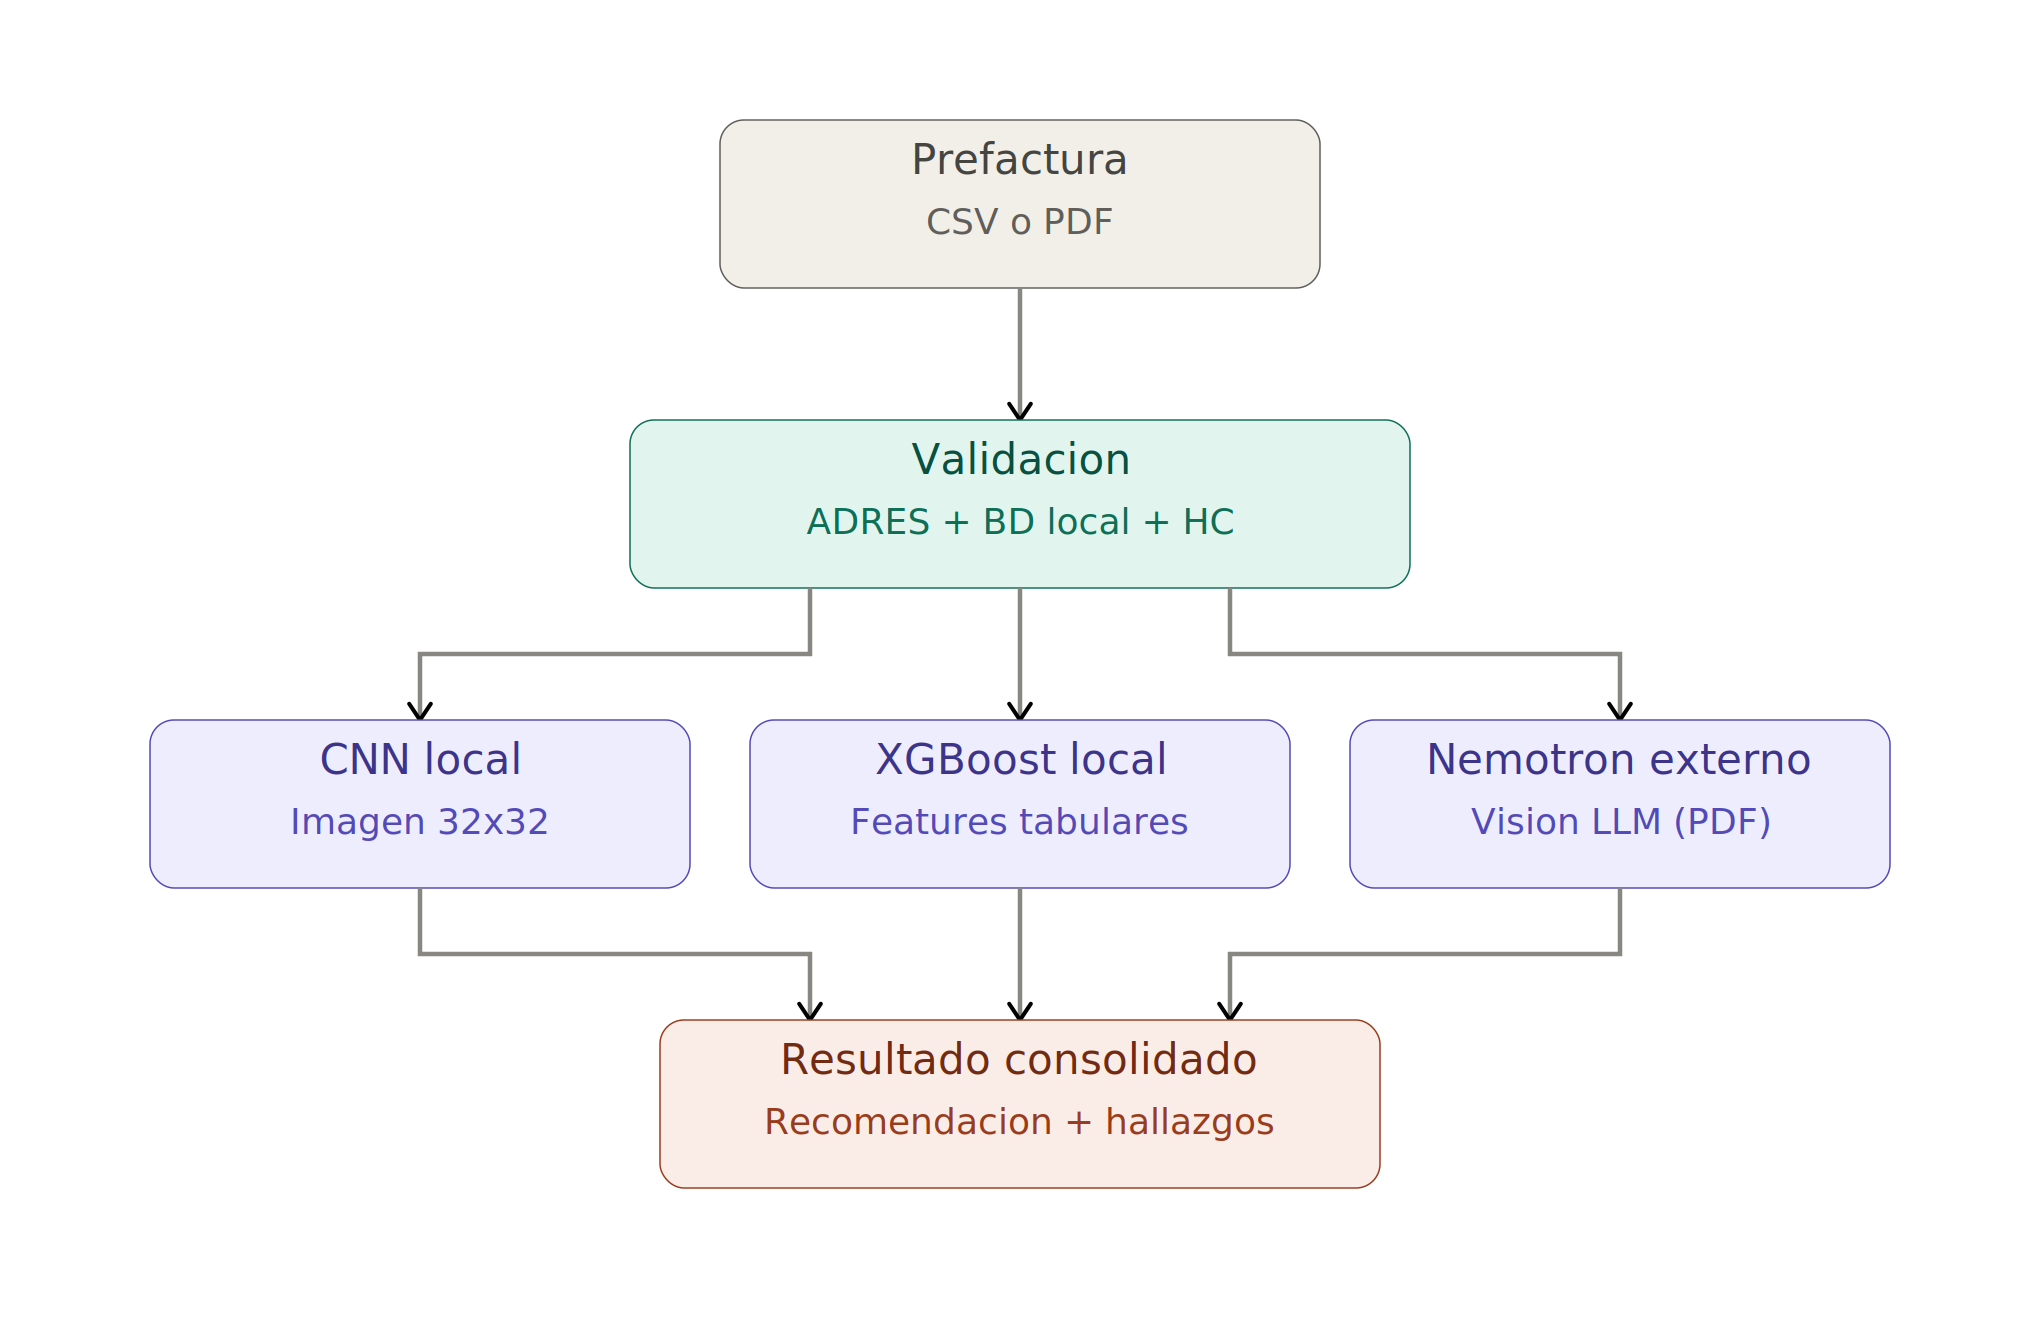 Prefactura
CSV o PDF
Validacion
ADRES + BD local + HC
CNN local
Imagen 32x32
XGBoost local
Features tabulares
Nemotron externo
Vision LLM (PDF)
Resultado consolidado
Recomendacion + hallazgos